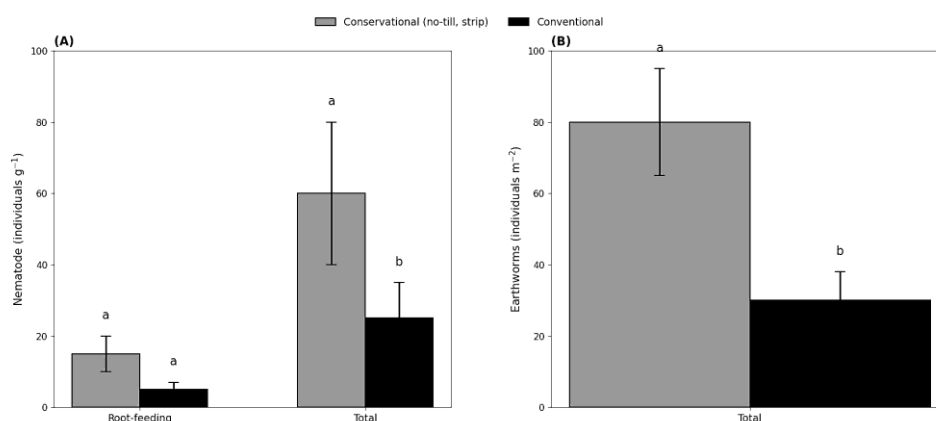 Conservational (no-till, strip) Conventional
(A)
Nematode (individuals g⁻¹)
100
80
60
40
20
0
a
a
a
b
Root-feeding Total
(B)
Earthworms (individuals m⁻²)
100
80
60
40
20
0
a
b
Total